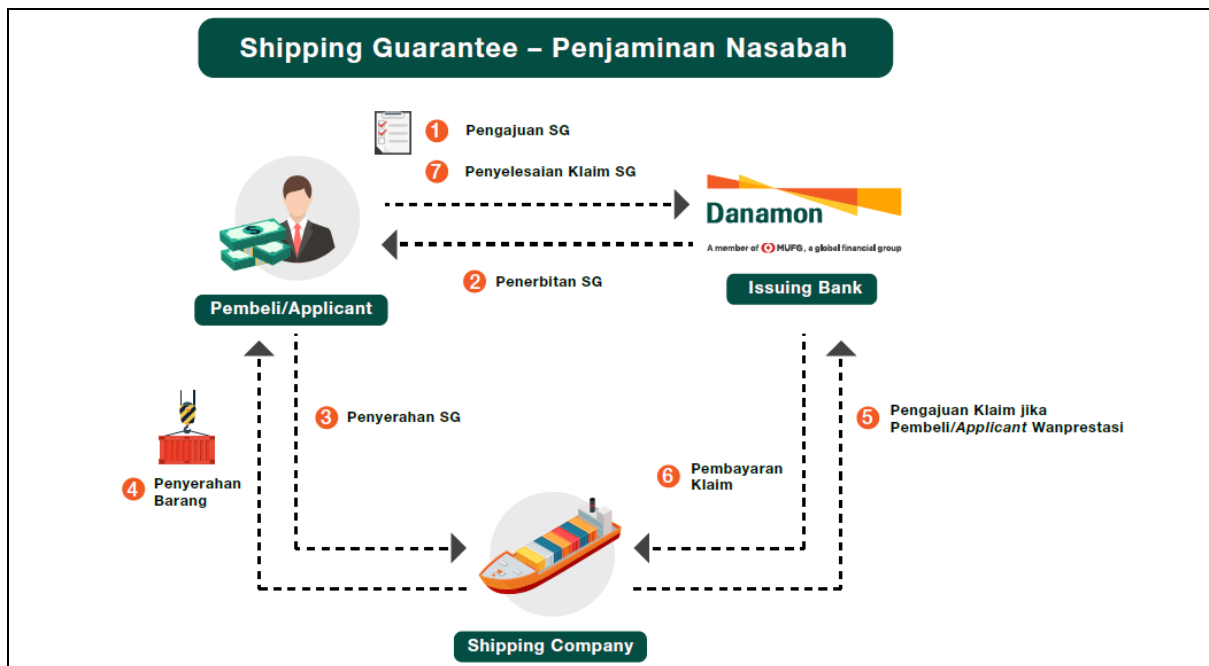 Shipping Guarantee – Penjaminan Nasabah
1 Pengajuan SG
7 Penyelesaian Klaim SG
Danamon
A member of MUFG, a global financial group
2 Penerbitan SG
Pembeli/Applicant
Issuing Bank
3 Penyerahan SG
5 Pengajuan Klaim jika
Pembeli/Applicant Wanprestasi
4 Penyerahan
Barang
6 Pembayaran
Klaim
Shipping Company